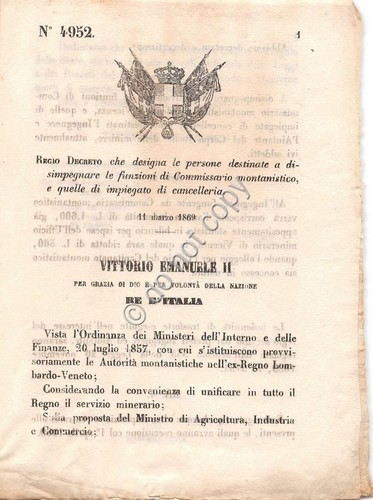 N° 4952.
1
REGIO DECRETO che designa le persone destinate a di-
simpegnare le funzioni di Commissario montanistico,
e quelle di impiegato di cancelleria.
11 marzo 1869
VITTORIO EMANUELE II
PER GRAZIA DI DIO E PER VOLONTÀ DELLA NAZIONE
RE D'ITALIA
Vista l'Ordinanza dei Ministeri dell'Interno e delle
Finanze, 20 luglio 1857, con cui s'istituiscono provvi-
soriamente le Autorità montanistiche nell'ex-Regno Lom-
bardo-Veneto;
Considerando la convenienza di unificare in tutto il
Regno il servizio minerario;
Sulla proposta del Ministro di Agricoltura, Industria
e Commercio;
© do not copy